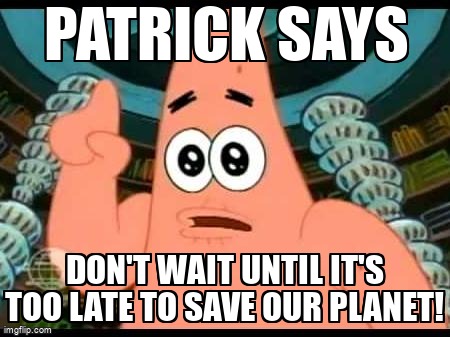 PATRICK SAYS
DON'T WAIT UNTIL IT'S
TOO LATE TO SAVE OUR PLANET!
imgflip.com